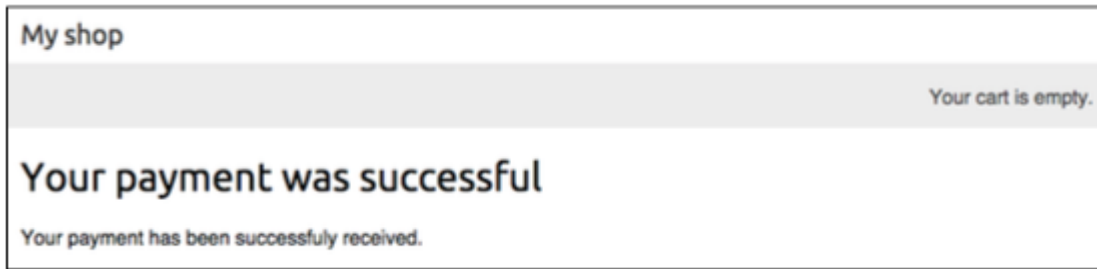 My shop
Your cart is empty.
Your payment was successful
Your payment has been successfuly received.